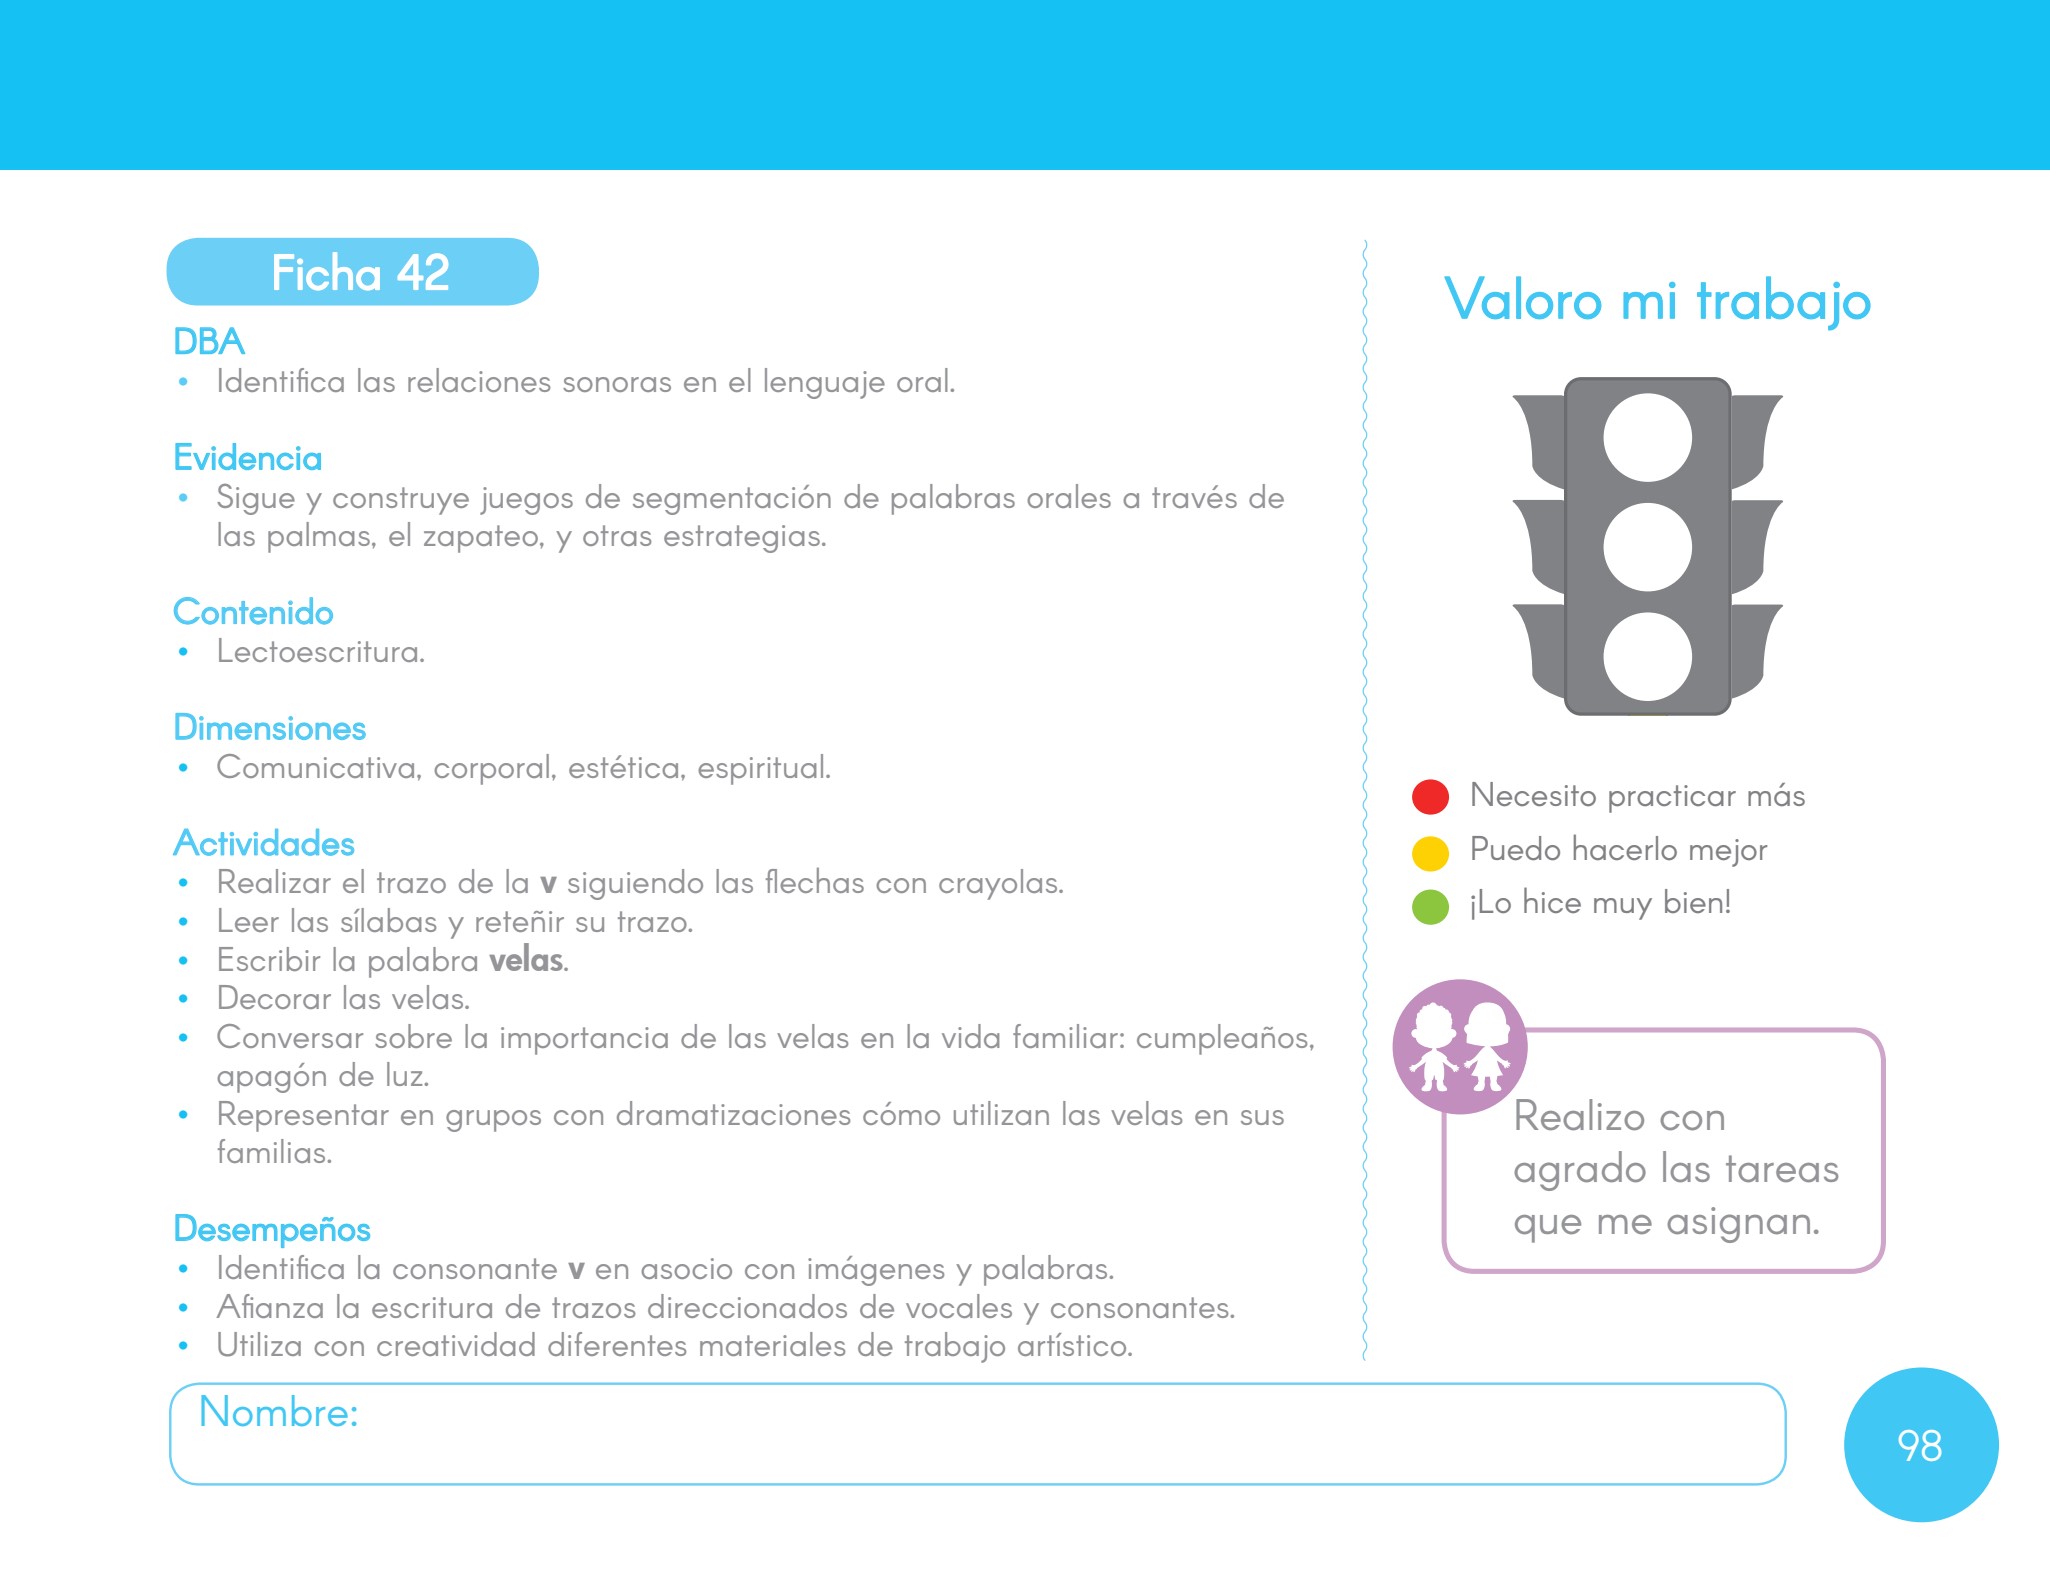 Ficha 42
DBA
• Identifica las relaciones sonoras en el lenguaje oral.
Evidencia
• Sigue y construye juegos de segmentación de palabras orales a través de
las palmas, el zapateo, y otras estrategias.
Contenido
• Lectoescritura.
Dimensiones
• Comunicativa, corporal, estética, espiritual.
Actividades
• Realizar el trazo de la v siguiendo las flechas con crayolas.
• Leer las sílabas y reteñir su trazo.
• Escribir la palabra velas.
• Decorar las velas.
• Conversar sobre la importancia de las velas en la vida familiar: cumpleaños,
apagón de luz.
• Representar en grupos con dramatizaciones cómo utilizan las velas en sus
familias.
Desempeños
• Identifica la consonante v en asocio con imágenes y palabras.
• Afianza la escritura de trazos direccionados de vocales y consonantes.
• Utiliza con creatividad diferentes materiales de trabajo artístico.
Valoro mi trabajo
Necesito practicar más
Puedo hacerlo mejor
¡Lo hice muy bien!
Realizo con
agrado las tareas
que me asignan.
Nombre:
98